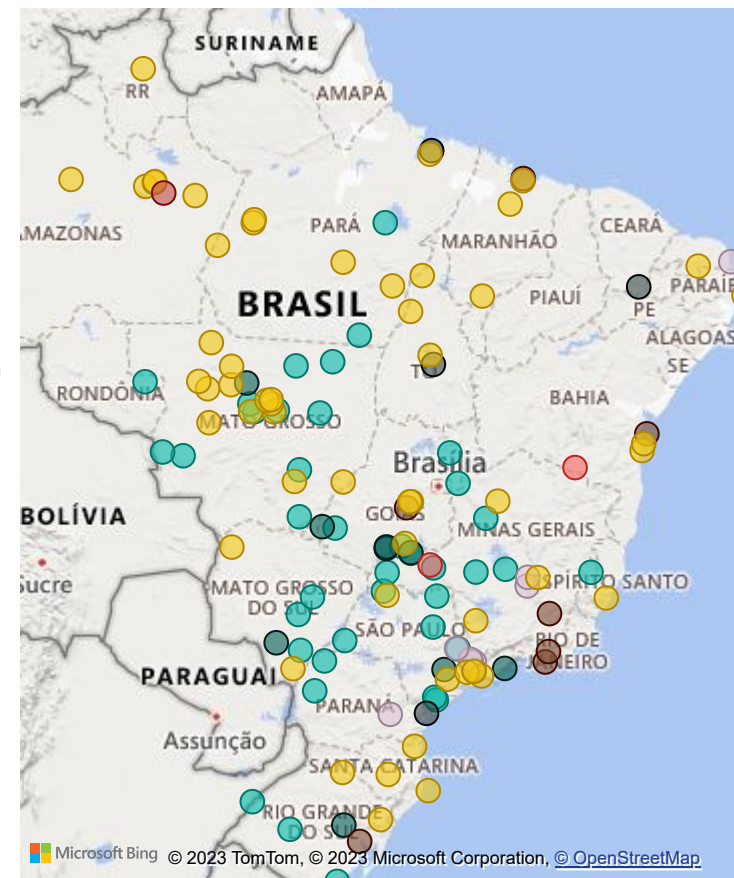 SURINAME
RR
AMAPÁ
AMAZONAS
PARÁ
MARANHÃO
CEARÁ
BRASIL
PIAUÍ
PARAÍB
PE
ALAGOAS
SE
TO
RONDÔNIA
MATO GROSSO
BAHIA
Brasília
BOLÍVIA
GOIÁS
MINAS GERAIS
Sucre
MATO GROSSO
DO SUL
ESPÍRITO SANTO
SÃO PAULO
RIO DE
JANEIRO
PARAGUAI
PARANÁ
Assunção
SANTA CATARINA
RIO GRANDE
DO SUL
Microsoft Bing © 2023 TomTom, © 2023 Microsoft Corporation, © OpenStreetMap